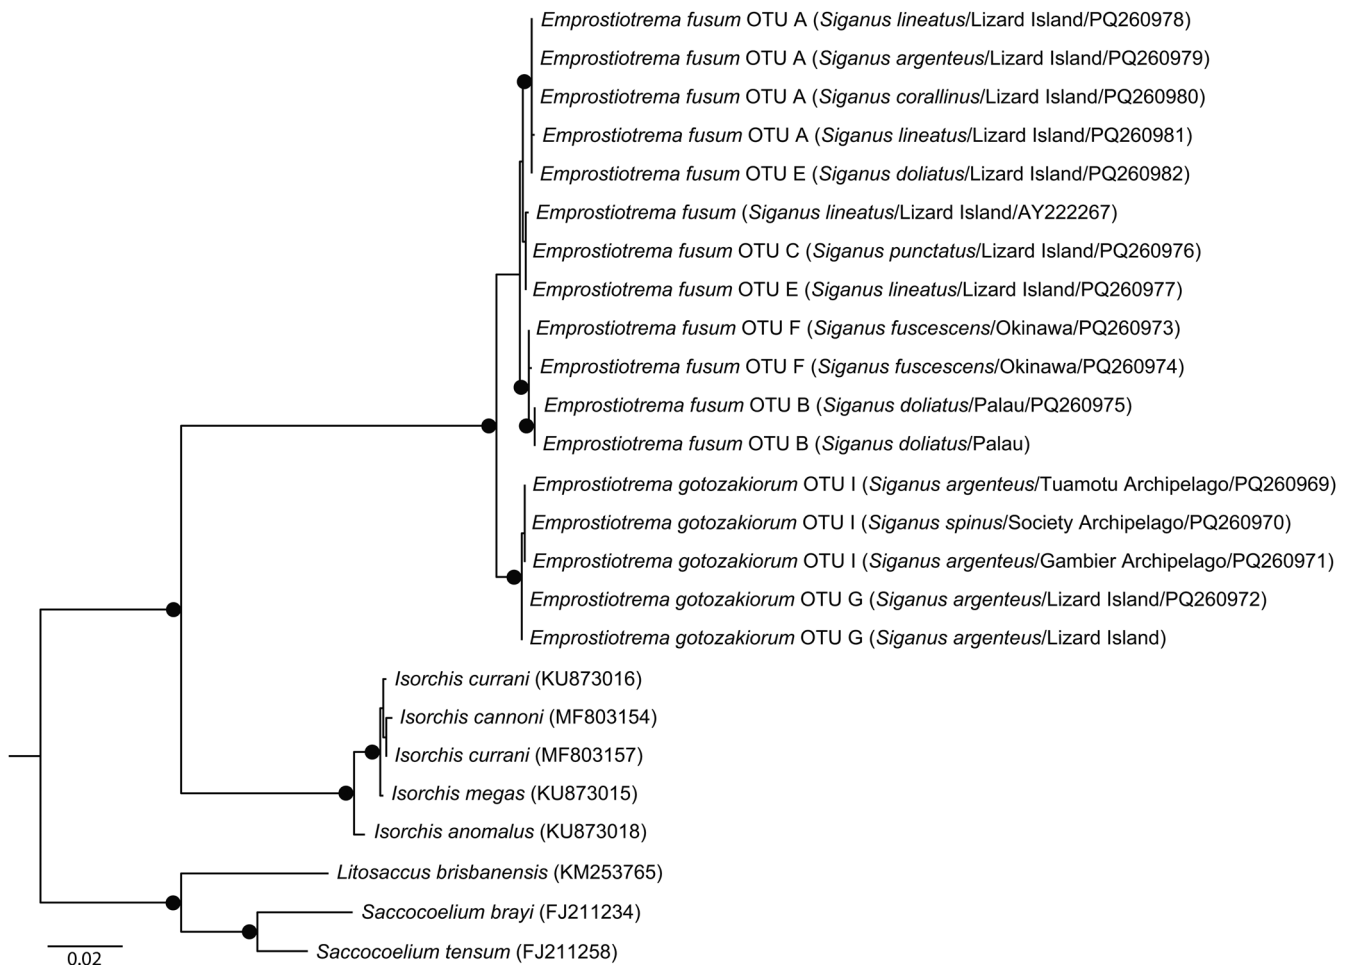 Emprostiotrema fusum OTU A (Siganus lineatus/Lizard Island/PQ260978)
Emprostiotrema fusum OTU A (Siganus argenteus/Lizard Island/PQ260979)
Emprostiotrema fusum OTU A (Siganus corallinus/Lizard Island/PQ260980)
Emprostiotrema fusum OTU A (Siganus lineatus/Lizard Island/PQ260981)
Emprostiotrema fusum OTU E (Siganus doliatus/Lizard Island/PQ260982)
Emprostiotrema fusum (Siganus lineatus/Lizard Island/AY222267)
Emprostiotrema fusum OTU C (Siganus punctatus/Lizard Island/PQ260976)
Emprostiotrema fusum OTU E (Siganus lineatus/Lizard Island/PQ260977)
Emprostiotrema fusum OTU F (Siganus fuscescens/Okinawa/PQ260973)
Emprostiotrema fusum OTU F (Siganus fuscescens/Okinawa/PQ260974)
Emprostiotrema fusum OTU B (Siganus doliatus/Palau/PQ260975)
Emprostiotrema fusum OTU B (Siganus doliatus/Palau)
Emprostiotrema gotozakiorum OTU I (Siganus argenteus/Tuamotu Archipelago/PQ260969)
Emprostiotrema gotozakiorum OTU I (Siganus spinus/Society Archipelago/PQ260970)
Emprostiotrema gotozakiorum OTU I (Siganus argenteus/Gambier Archipelago/PQ260971)
Emprostiotrema gotozakiorum OTU G (Siganus argenteus/Lizard Island/PQ260972)
Emprostiotrema gotozakiorum OTU G (Siganus argenteus/Lizard Island)
Isorchis currani (KU873016)
Isorchis cannoni (MF803154)
Isorchis currani (MF803157)
Isorchis megas (KU873015)
Isorchis anomalus (KU873018)
Litosaccus brisbanensis (KM253765)
Saccocoelium brayi (FJ211234)
Saccocoelium tensum (FJ211258)
0.02